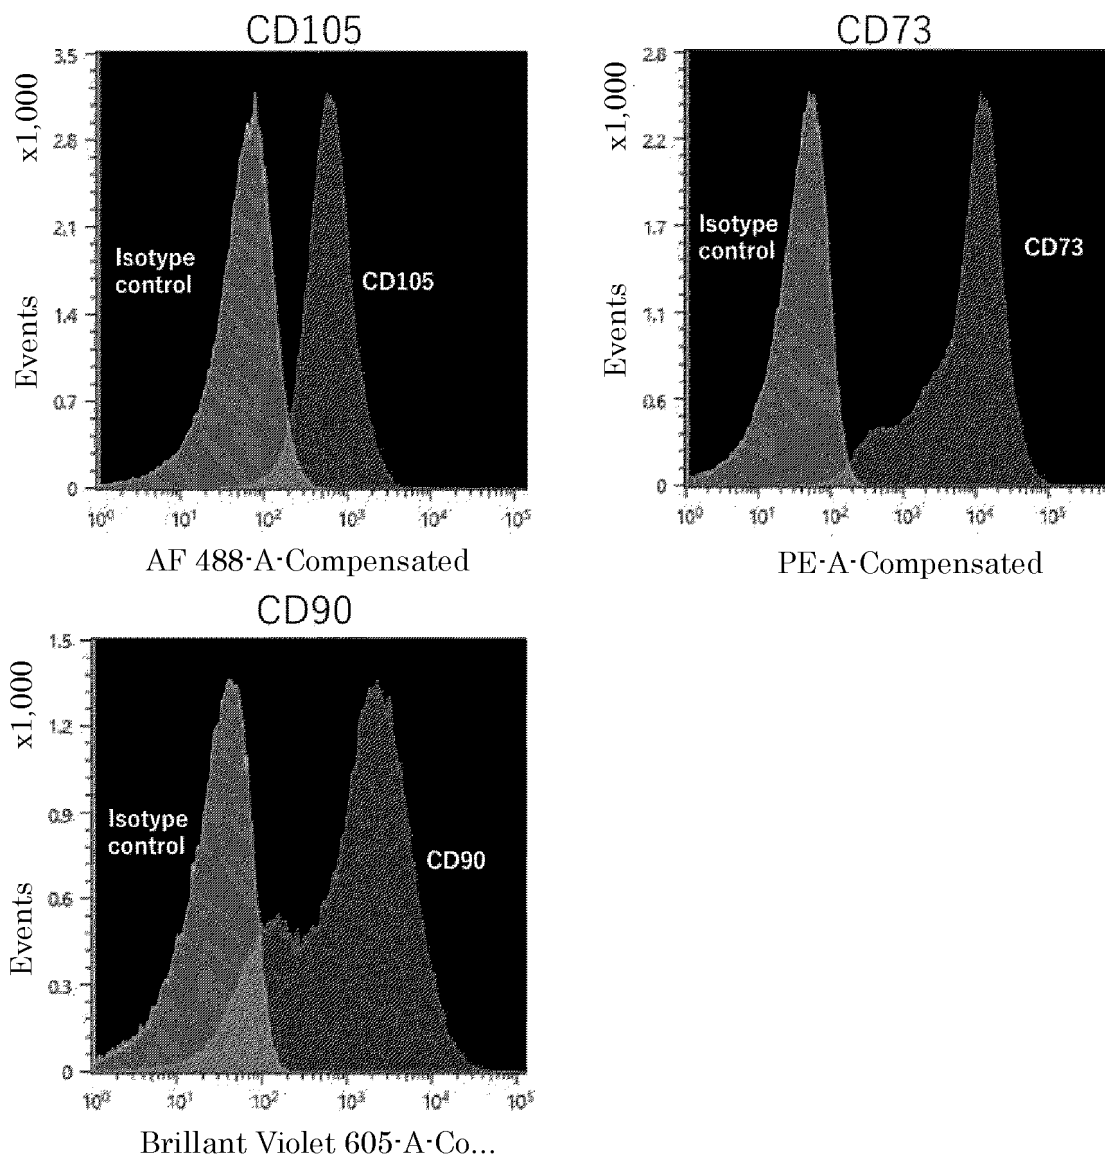 CD105
x1,000
Events
3.5
2.8
2.1
1.4
0.7
0
Isotype
control
CD105
10⁰ 10¹ 10² 10³ 10⁴ 10⁵
AF 488-A-Compensated
CD73
x1,000
Events
2.8
2.2
1.7
1.1
0.6
0
Isotype
control
CD73
10⁰ 10¹ 10² 10³ 10⁴ 10⁵
PE-A-Compensated
CD90
x1,000
Events
1.5
1.2
0.9
0.6
0.3
0
Isotype
control
CD90
10⁰ 10¹ 10² 10³ 10⁴ 10⁵
Brillant Violet 605-A-Co...